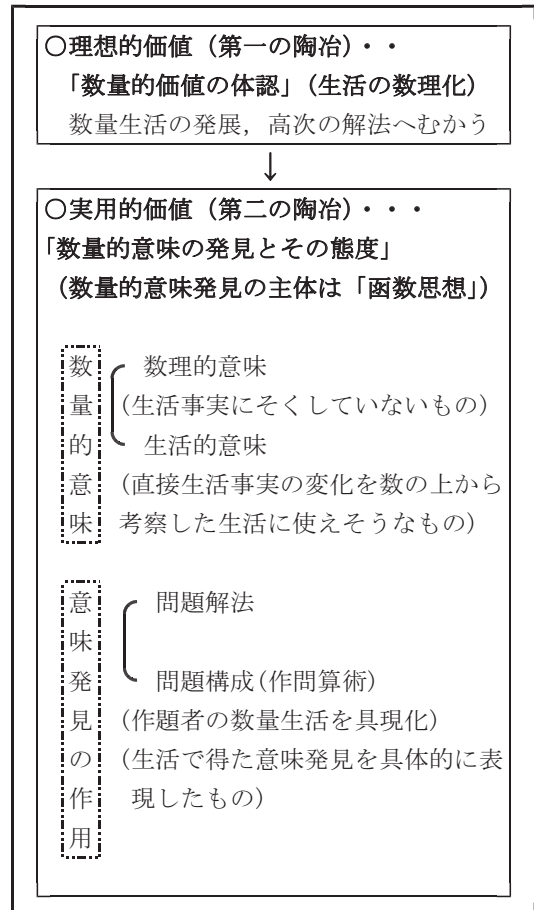 ○理想的価値（第一の陶冶）・・
「数量的価値の体認」（生活の数理化）
数量生活の発展，高次の解法へむかう
↓
○実用的価値（第二の陶冶）・・・
「数量的意味の発見とその態度」
（数量的意味発見の主体は「函数思想」）
数量的意味
数理的意味
（生活事実にそくしていないもの）
生活的意味
（直接生活事実の変化を数の上から
考察した生活に使えそうなもの）
意味発見の作用
問題解法
問題構成（作問算術）
（作題者の数量生活を具現化）
（生活で得た意味発見を具体的に表
現したもの）